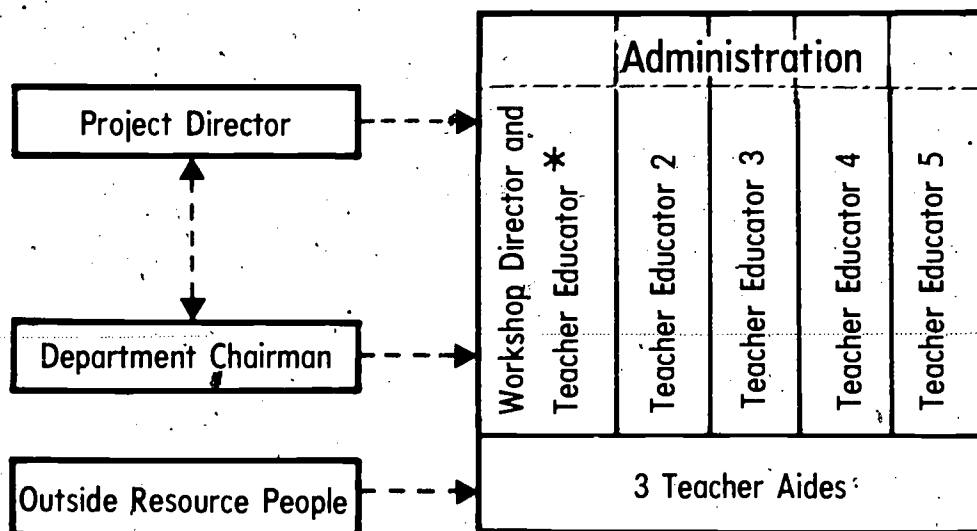 Administration
Project Director
Department Chairman
Outside Resource People
Workshop Director and
Teacher Educator *
Teacher Educator 2
Teacher Educator 3
Teacher Educator 4
Teacher Educator 5
3 Teacher Aides